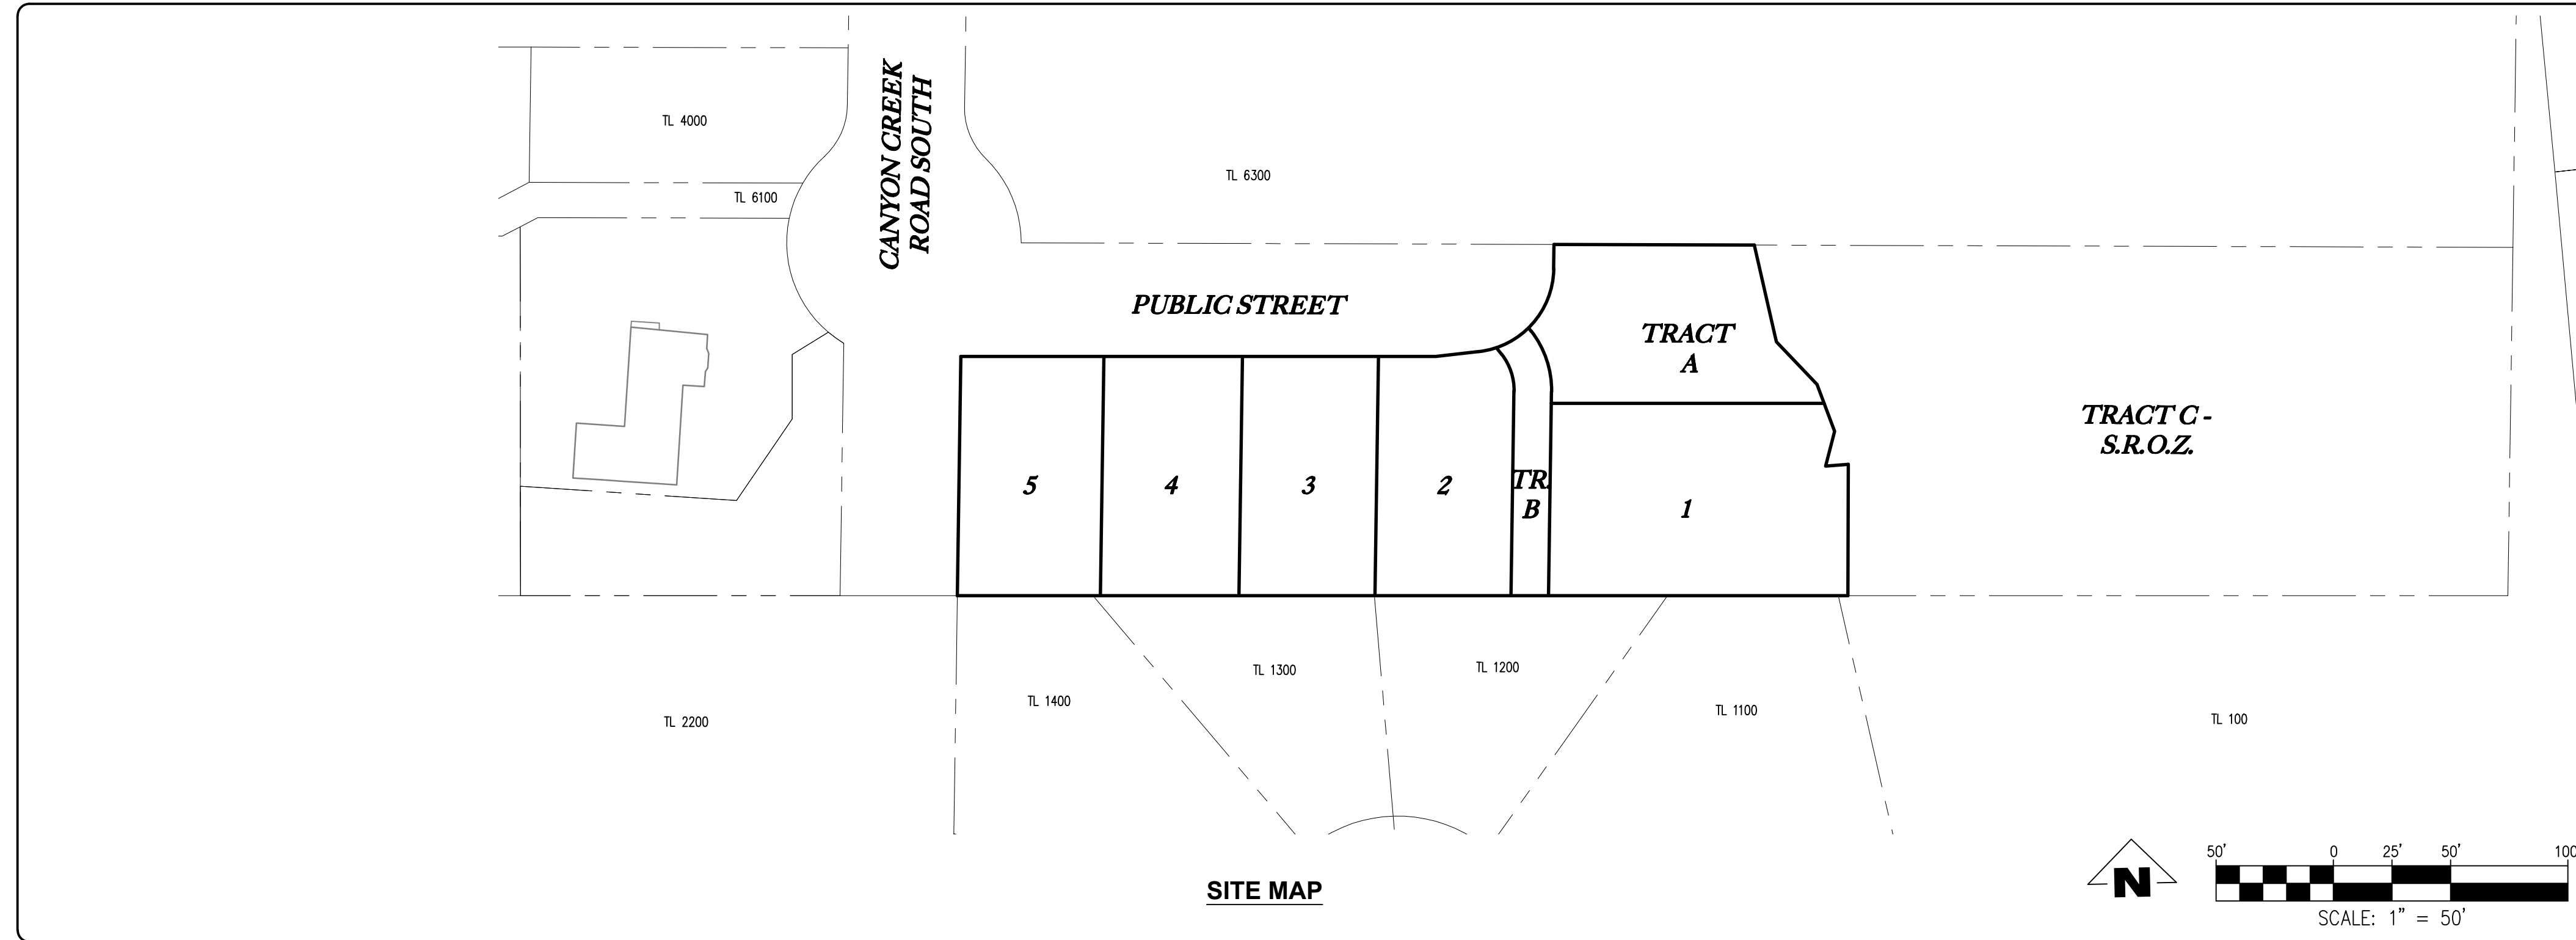 CANYON CREEK
ROAD SOUTH
TL 4000
TL 6300
TL 6100
PUBLIC STREET
TRACT
A
TRACT C -
S.R.O.Z.
5
4
3
2
TR.
B
1
TL 1300
TL 1200
TL 1400
TL 1100
TL 2200
TL 100
SITE MAP
N
50' 0 25' 50' 100
SCALE: 1" = 50'